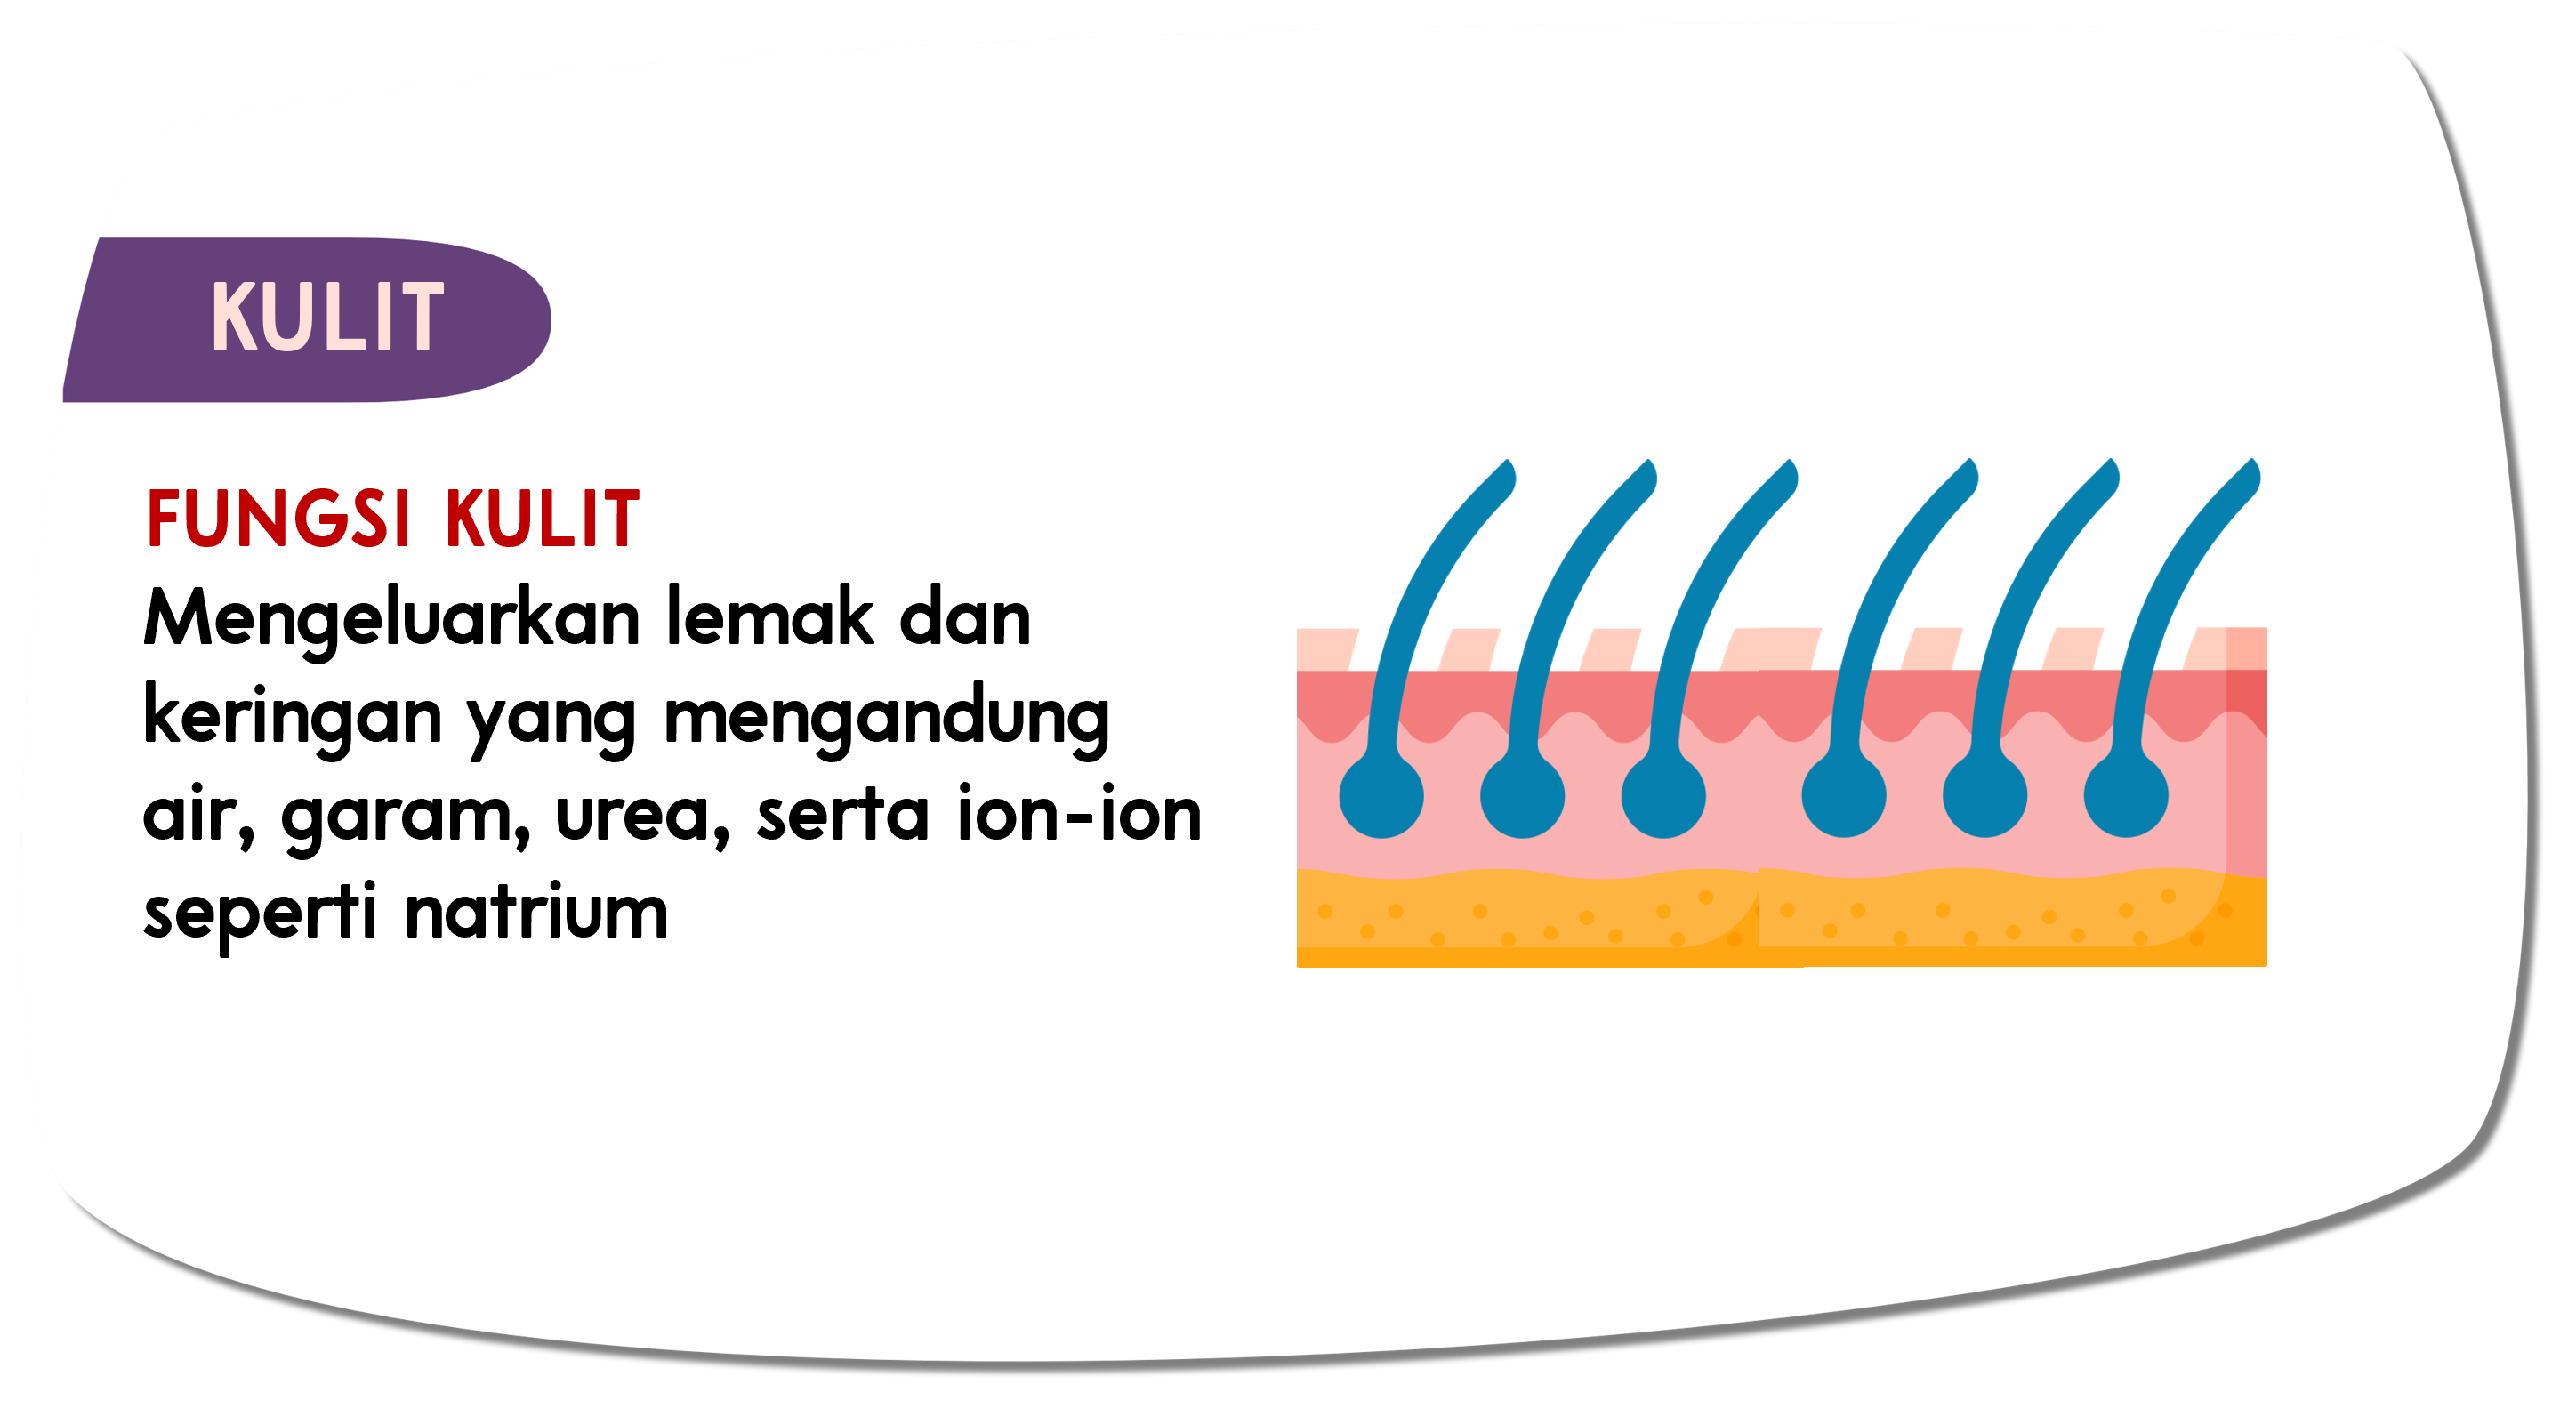 KULIT
FUNGSI KULIT
Mengeluarkan lemak dan
keringan yang mengandung
air, garam, urea, serta ion-ion
seperti natrium